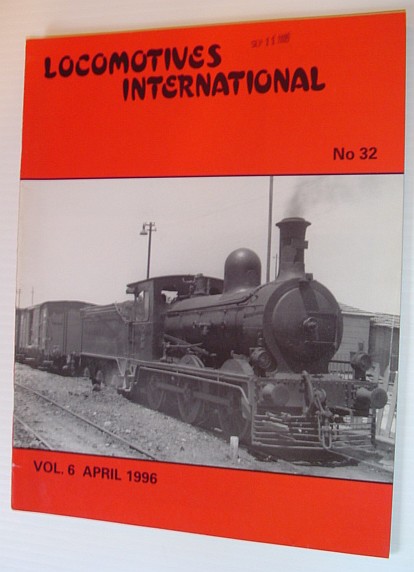 LOCOMOTIVES
INTERNATIONAL
No 32
VOL. 6 APRIL 1996